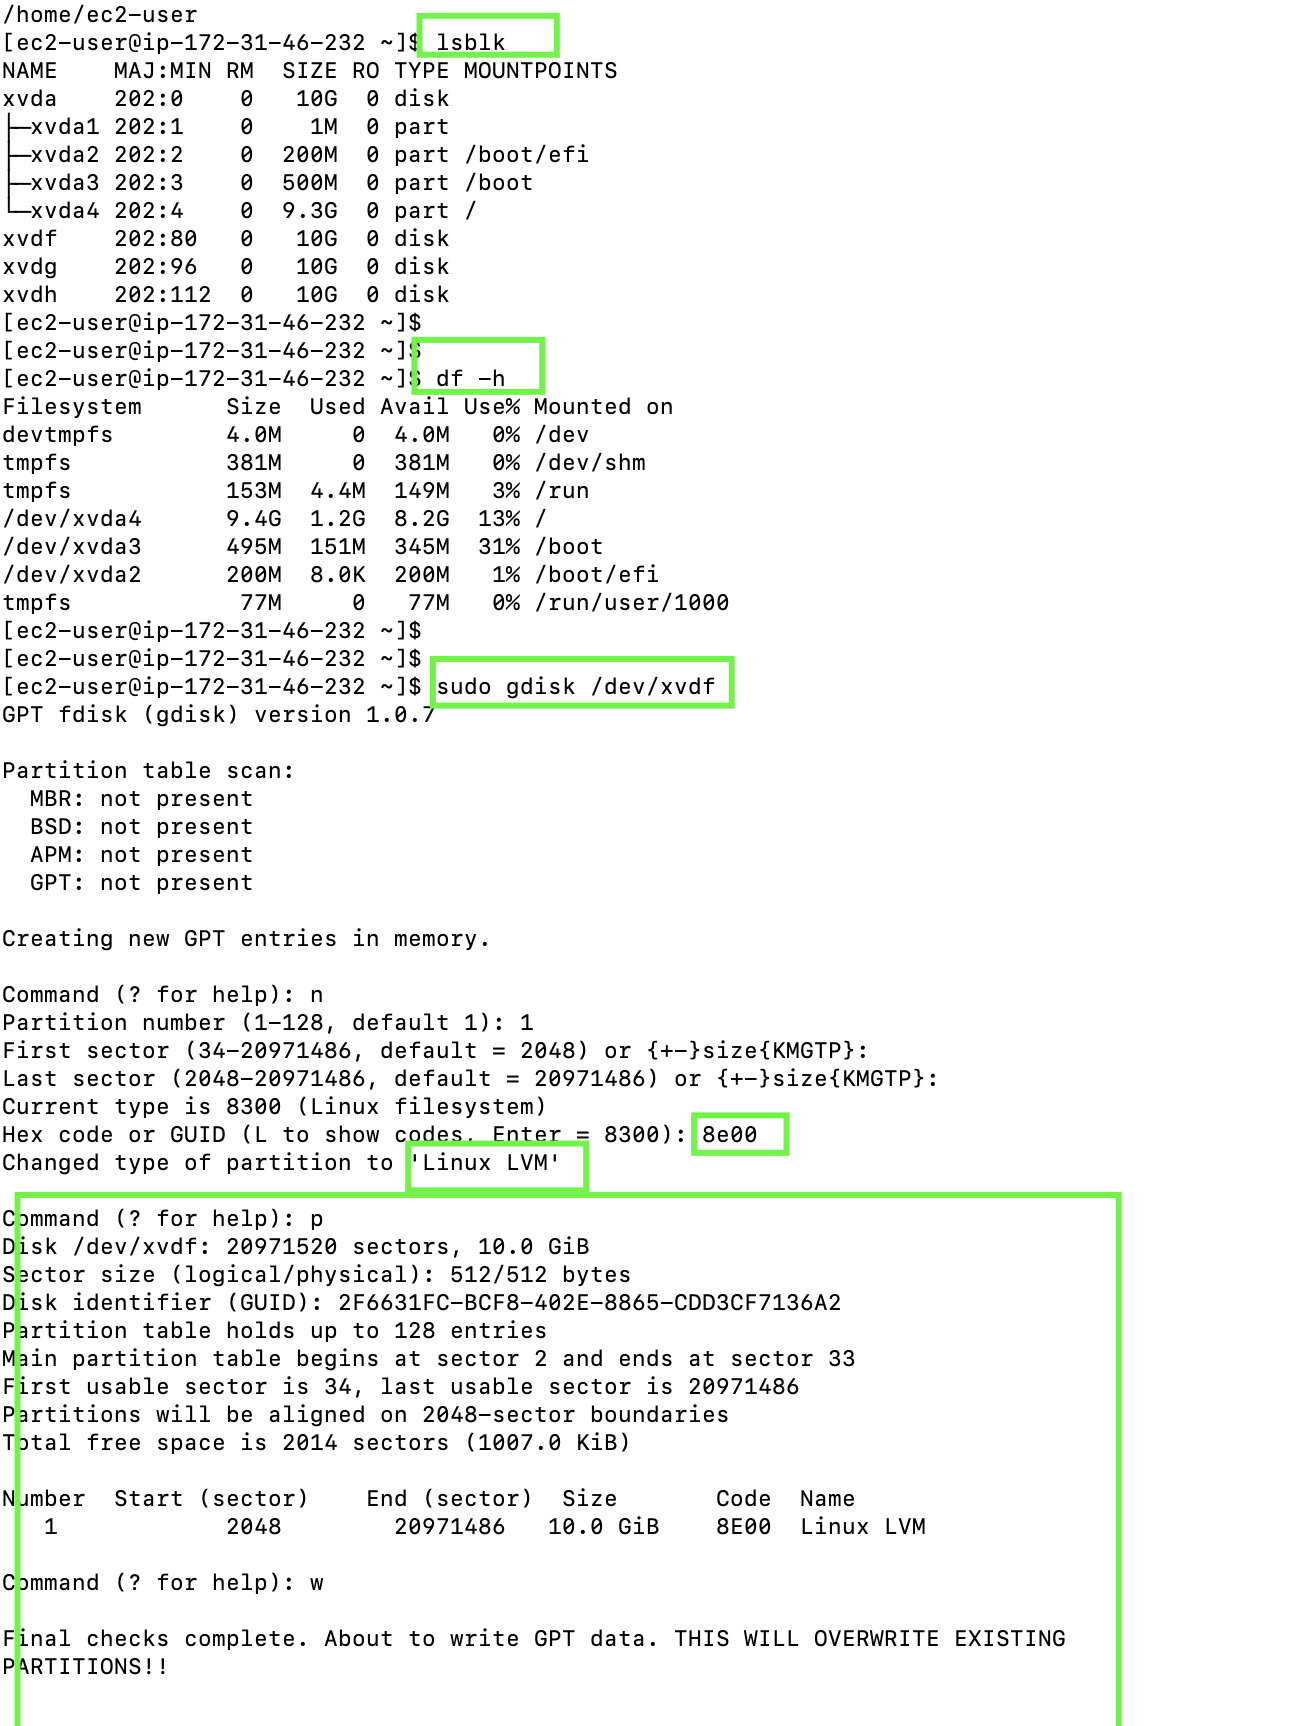 /home/ec2-user
[ec2-user@ip-172-31-46-232 ~]$ lsblk
NAME    MAJ:MIN RM  SIZE RO TYPE MOUNTPOINTS
xvda    202:0    0   10G  0 disk
├─xvda1 202:1    0    1M  0 part
├─xvda2 202:2    0  200M  0 part /boot/efi
├─xvda3 202:3    0  500M  0 part /boot
└─xvda4 202:4    0  9.3G  0 part /
xvdf    202:80   0   10G  0 disk
xvdg    202:96   0   10G  0 disk
xvdh    202:112  0   10G  0 disk
[ec2-user@ip-172-31-46-232 ~]$
[ec2-user@ip-172-31-46-232 ~]$
[ec2-user@ip-172-31-46-232 ~]$ df -h
Filesystem      Size  Used Avail Use% Mounted on
devtmpfs        4.0M     0  4.0M   0% /dev
tmpfs           381M     0  381M   0% /dev/shm
tmpfs           153M  4.4M  149M   3% /run
/dev/xvda4      9.4G  1.2G  8.2G  13% /
/dev/xvda3      495M  151M  345M  31% /boot
/dev/xvda2      200M  8.0K  200M   1% /boot/efi
tmpfs            77M     0   77M   0% /run/user/1000
[ec2-user@ip-172-31-46-232 ~]$
[ec2-user@ip-172-31-46-232 ~]$
[ec2-user@ip-172-31-46-232 ~]$ sudo gdisk /dev/xvdf
GPT fdisk (gdisk) version 1.0.7
Partition table scan:
  MBR: not present
  BSD: not present
  APM: not present
  GPT: not present
Creating new GPT entries in memory.
Command (? for help): n
Partition number (1-128, default 1): 1
First sector (34-20971486, default = 2048) or {+-}size{KMGTP}:
Last sector (2048-20971486, default = 20971486) or {+-}size{KMGTP}:
Current type is 8300 (Linux filesystem)
Hex code or GUID (L to show codes, Enter = 8300): 8e00
Changed type of partition to 'Linux LVM'
Command (? for help): p
Disk /dev/xvdf: 20971520 sectors, 10.0 GiB
Sector size (logical/physical): 512/512 bytes
Disk identifier (GUID): 2F6631FC-BCF8-402E-8865-CDD3CF7136A2
Partition table holds up to 128 entries
Main partition table begins at sector 2 and ends at sector 33
First usable sector is 34, last usable sector is 20971486
Partitions will be aligned on 2048-sector boundaries
Total free space is 2014 sectors (1007.0 KiB)
Number  Start (sector)    End (sector)  Size       Code  Name
   1            2048        20971486   10.0 GiB    8E00  Linux LVM
Command (? for help): w
Final checks complete. About to write GPT data. THIS WILL OVERWRITE EXISTING
PARTITIONS!!